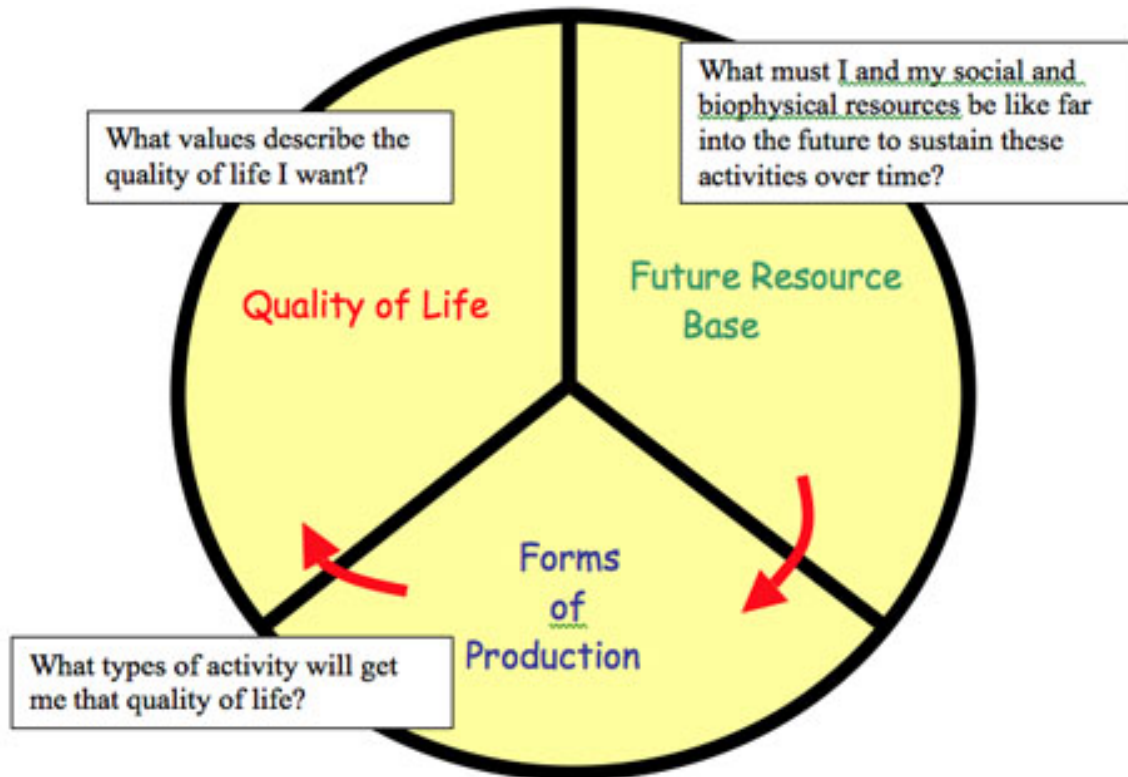 What must I and my social and
biophysical resources be like far
into the future to sustain these
activities over time?
What values describe the
quality of life I want?
Quality of Life
Future Resource
Base
Forms
of
Production
What types of activity will get
me that quality of life?